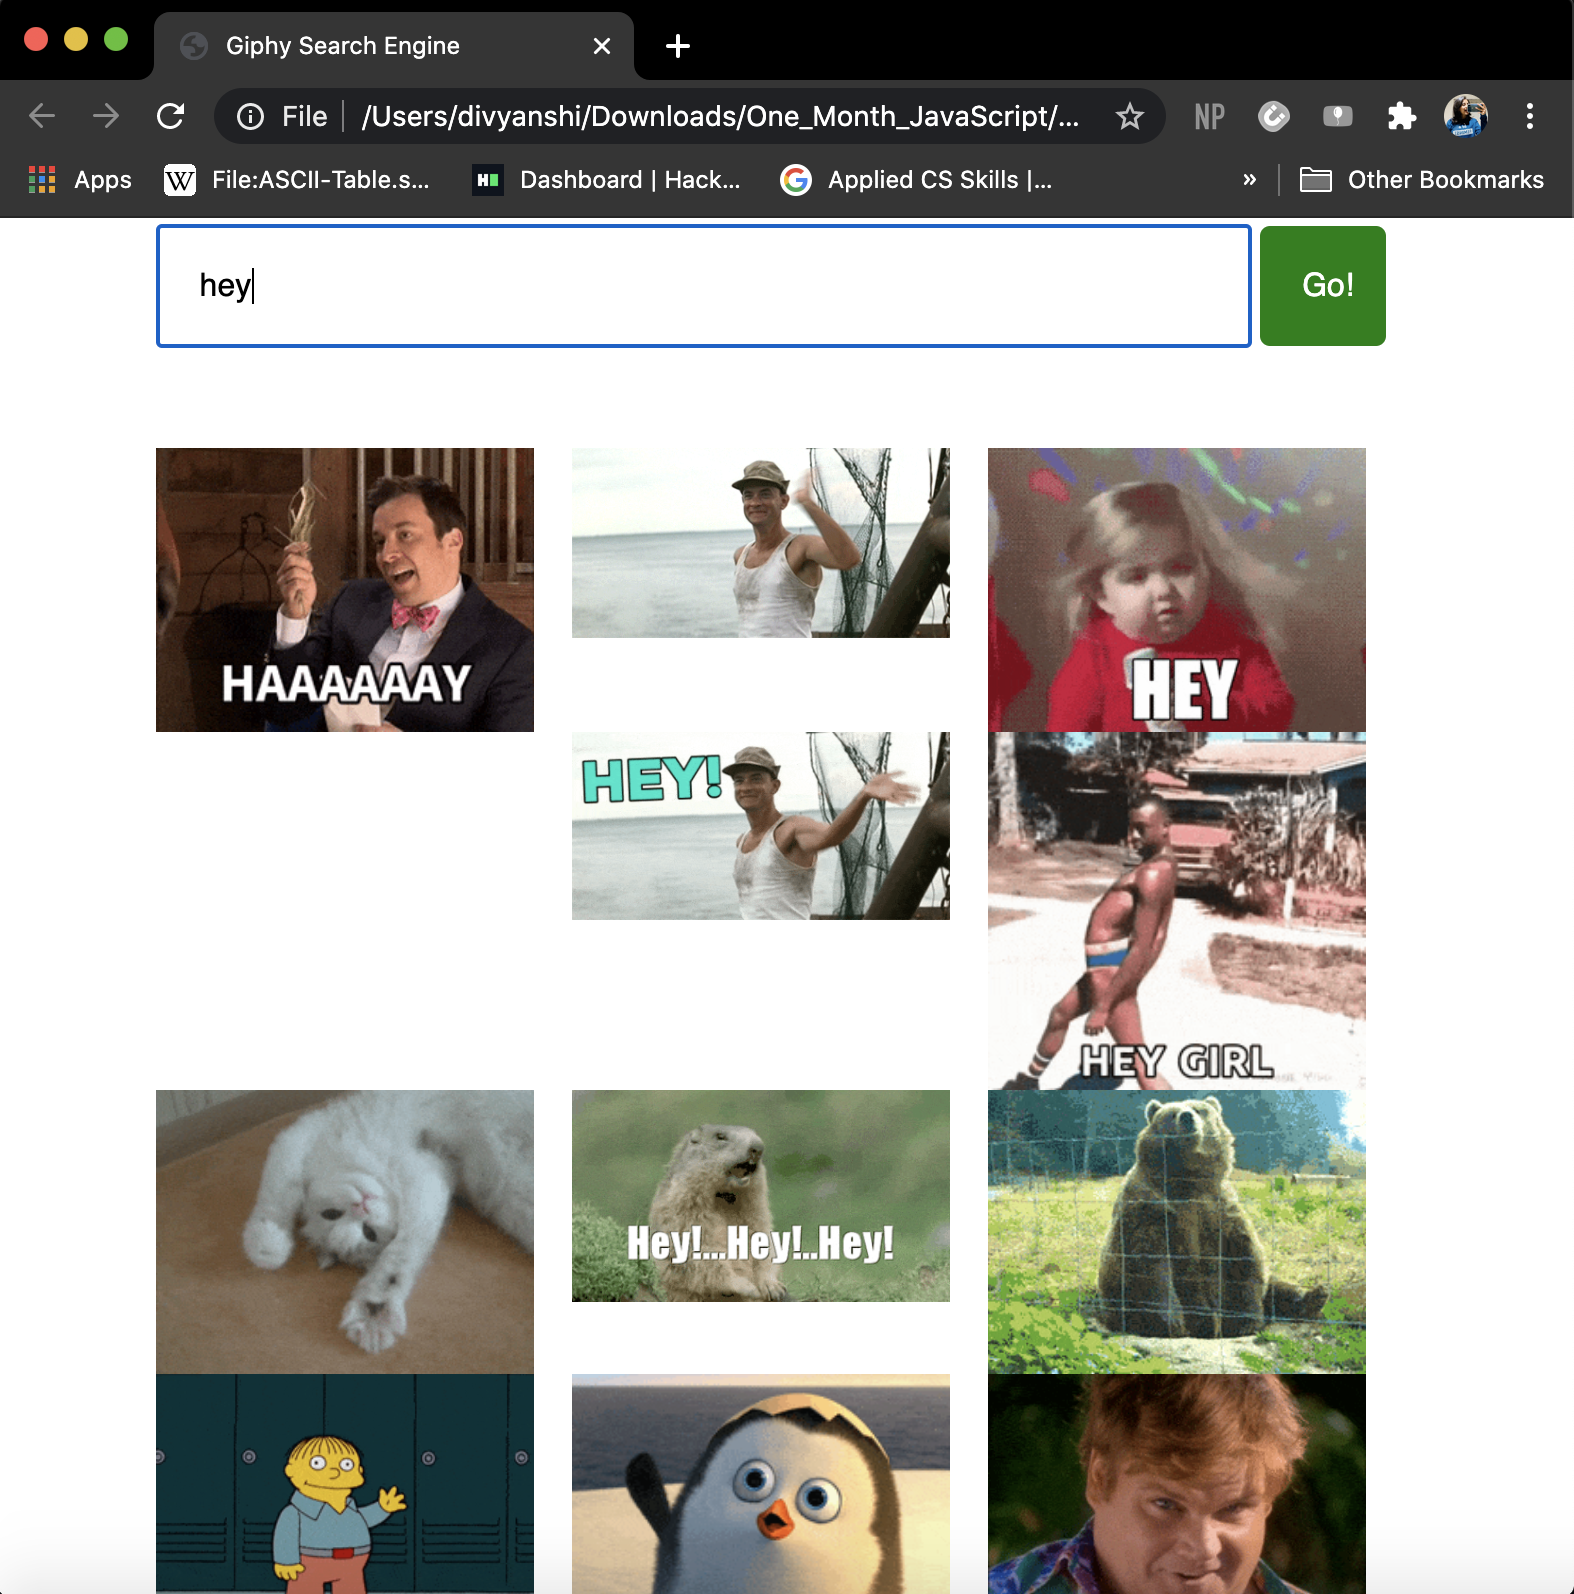 Giphy Search Engine
File /Users/divyanshi/Downloads/One_Month_JavaScript/... NP
Apps W File:ASCII-Table.s... H Dashboard | Hack... G Applied CS Skills |... » Other Bookmarks
hey Go!
HAAAAAAY
HEY
HEY!
HEY GIRL
Hey!...Hey!..Hey!